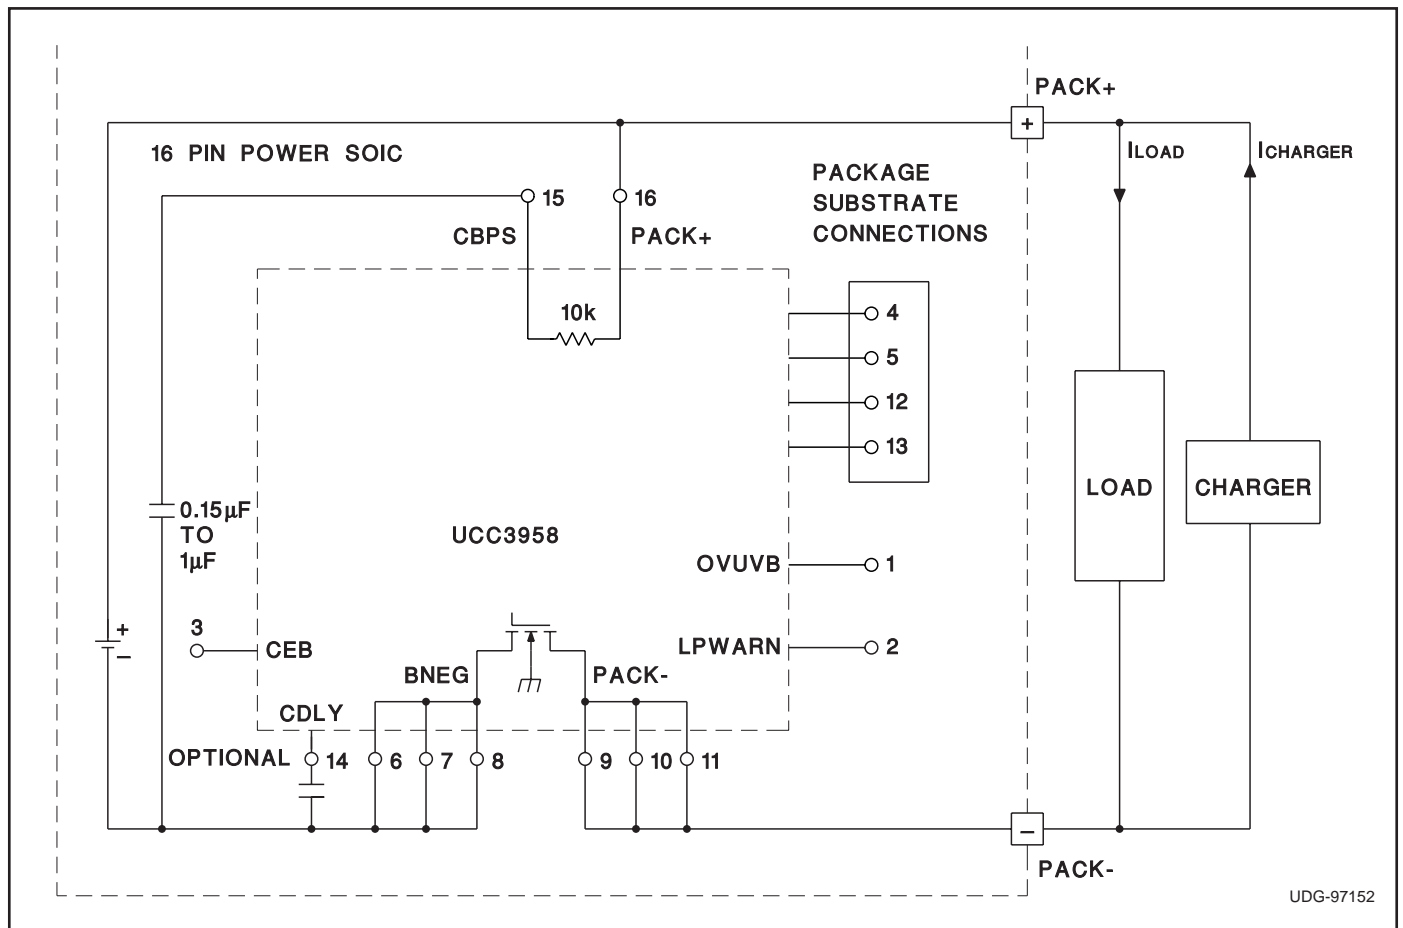 PACK+
+
16 PIN POWER SOIC
ILOAD
ICHARGER
PACKAGE
SUBSTRATE
CONNECTIONS
15
16
CBPS
PACK+
10k
4
5
12
13
LOAD
CHARGER
0.15µF
TO
1µF
UCC3958
OVUVB
1
+
–
3
CEB
LPWARN
2
BNEG
PACK-
CDLY
OPTIONAL
14
6
7
8
9
10
11
–
PACK-
UDG-97152